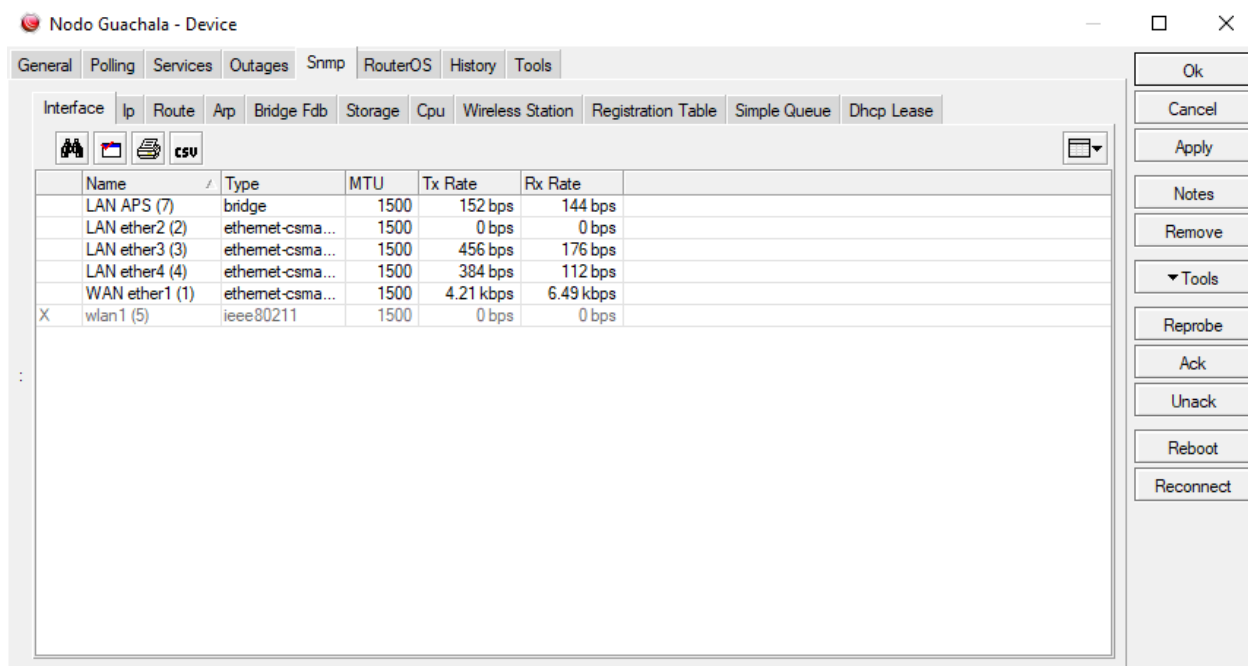 Nodo Guachala - Device
General Polling Services Outages Snmp RouterOS History Tools
Interface Ip Route Arp Bridge Fdb Storage Cpu Wireless Station Registration Table Simple Queue Dhcp Lease
csv
Name Type MTU Tx Rate Rx Rate
LAN APS (7) bridge 1500 152 bps 144 bps
LAN ether2 (2) ethernet-csma... 1500 0 bps 0 bps
LAN ether3 (3) ethernet-csma... 1500 456 bps 176 bps
LAN ether4 (4) ethernet-csma... 1500 384 bps 112 bps
WAN ether1 (1) ethernet-csma... 1500 4.21 kbps 6.49 kbps
X wlan1 (5) ieee80211 1500 0 bps 0 bps
Ok
Cancel
Apply
Notes
Remove
Tools
Reprobe
Ack
Unack
Reboot
Reconnect